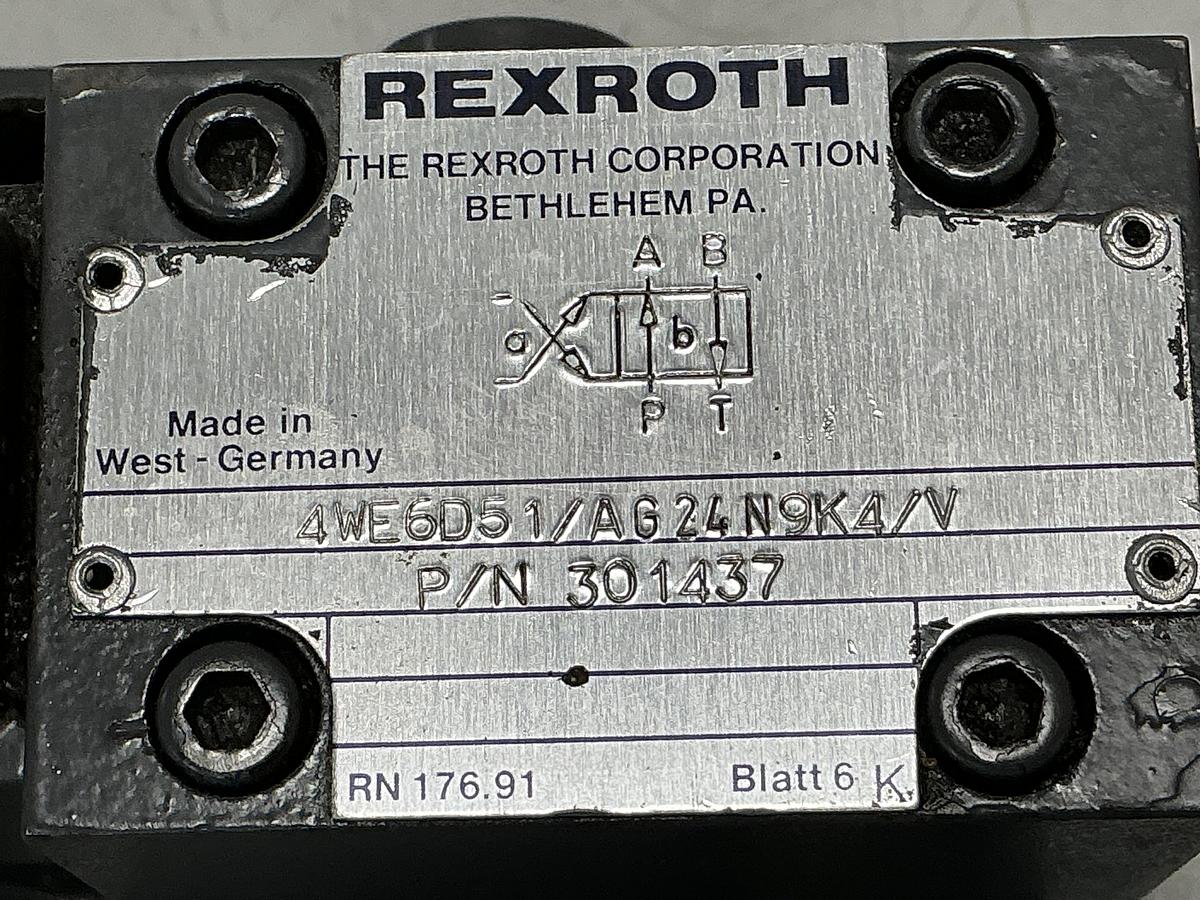 REXROTH
THE REXROTH CORPORATION
BETHLEHEM PA.
A B
a b
P T
Made in
West - Germany
4WE6D51/AG24N9K4/V
P/N 301437
RN 176.91 Blatt 6 K